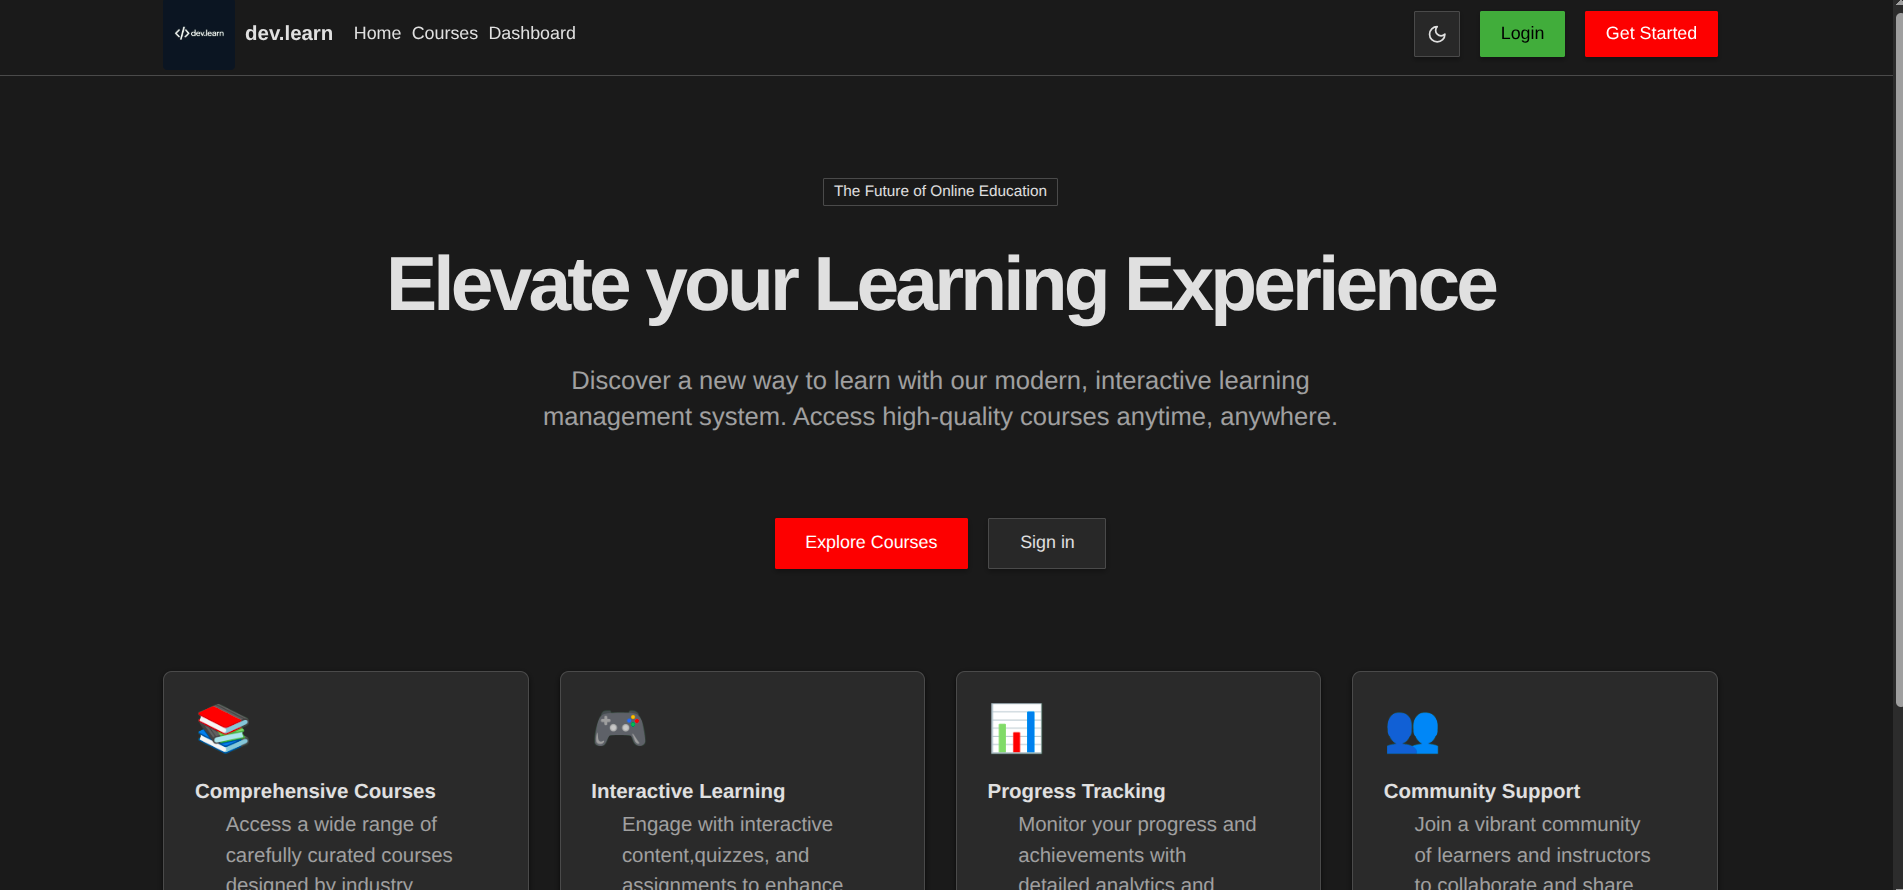 </>dev.learn
dev.learn Home Courses Dashboard
Login
Get Started
The Future of Online Education
Elevate your Learning Experience
Discover a new way to learn with our modern, interactive learning
management system. Access high-quality courses anytime, anywhere.
Explore Courses
Sign in
Comprehensive Courses
Access a wide range of
carefully curated courses
designed by industry
Interactive Learning
Engage with interactive
content,quizzes, and
assignments to enhance
Progress Tracking
Monitor your progress and
achievements with
detailed analytics and
Community Support
Join a vibrant community
of learners and instructors
to collaborate and share